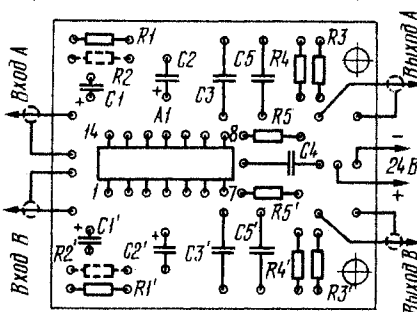 Вход А
R1
R2
C1
C2
A1
C3
C5
R4
R3
Выход А
14
8
R5
C4
−
24 В
+
1
7
R5'
Вход В
C1'
R2'
C2'
R1'
C3'
C5'
R4'
R3'
Выход В